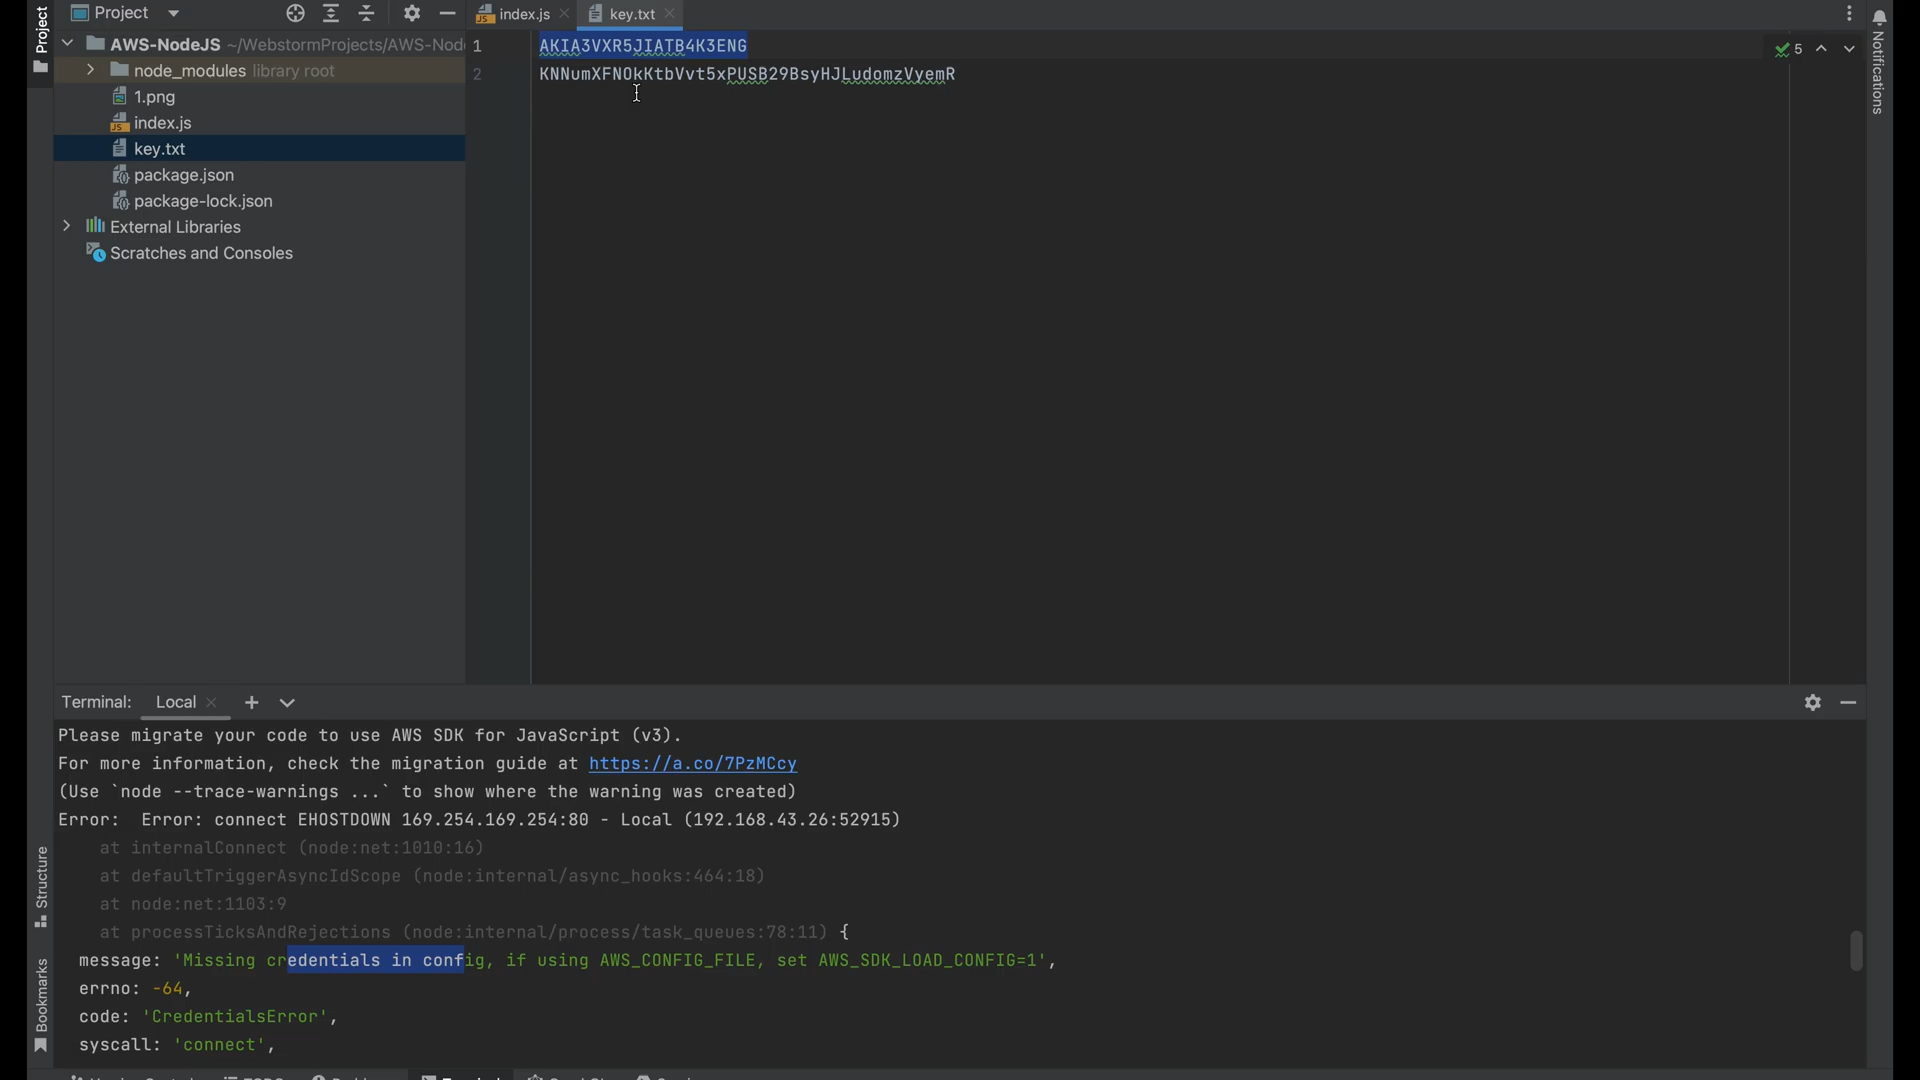 Project
Project
index.js
key.txt
AWS-NodeJS ~/WebstormProjects/AWS-Nod
node_modules library root
1.png
index.js
key.txt
package.json
package-lock.json
External Libraries
Scratches and Consoles
1 AKIA3VXR5JIATB4K3ENG
2 KNNumXFNOkKtbVvt5xPUSB29BsyHJLudomzVyemR
5
Notifications
Terminal: Local
Please migrate your code to use AWS SDK for JavaScript (v3).
For more information, check the migration guide at https://a.co/7PzMCcy
(Use `node --trace-warnings ...` to show where the warning was created)
Error:  Error: connect EHOSTDOWN 169.254.169.254:80 - Local (192.168.43.26:52915)
at internalConnect (node:net:1010:16)
at defaultTriggerAsyncIdScope (node:internal/async_hooks:464:18)
at node:net:1103:9
at processTicksAndRejections (node:internal/process/task_queues:78:11) {
message: 'Missing credentials in config, if using AWS_CONFIG_FILE, set AWS_SDK_LOAD_CONFIG=1',
errno: -64,
code: 'CredentialsError',
syscall: 'connect',
Structure
Bookmarks